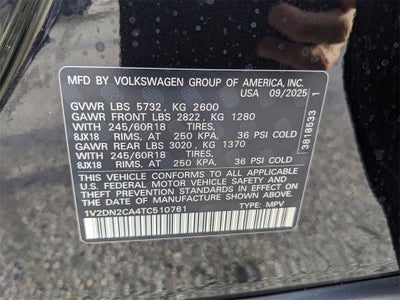 MFD BY VOLKSWAGEN GROUP OF AMERICA, INC.
USA 09/2025
GVWR LBS 5732, KG 2600
GAWR FRONT LBS 2822, KG 1280
WITH 245/60R18 TIRES,
8JX18 RIMS, AT 250 KPA, 36 PSI COLD
GAWR REAR LBS 3020, KG 1370
WITH 245/60R18 TIRES,
8JX18 RIMS, AT 250 KPA, 36 PSI COLD
THIS VEHICLE CONFORMS TO ALL APPLICABLE
U.S. FEDERAL MOTOR VEHICLE SAFETY AND
THEFT PREVENTION STANDARDS IN EFFECT
ON THE DATE OF MANUFACTURE SHOWN ABOVE.
1V2DN2CA4TC510761 TYPE: MPV
3818533 1